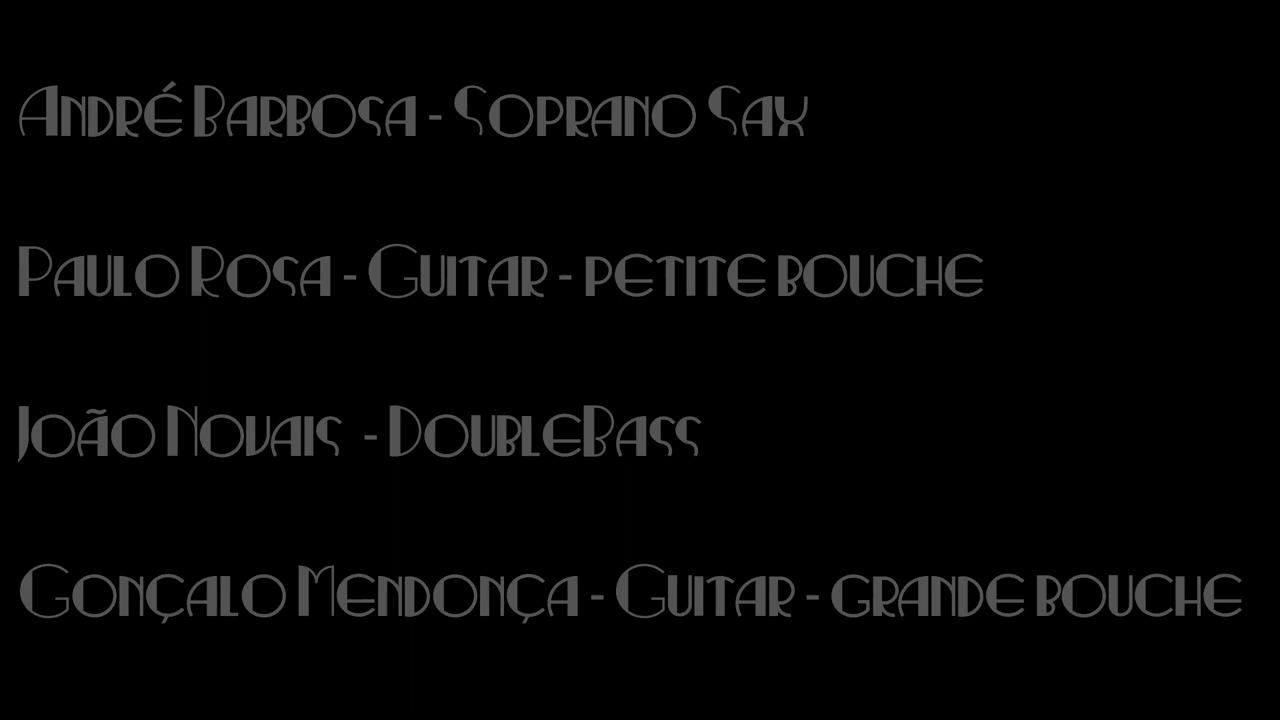 André Barbosa - Soprano Sax
Paulo Rosa - Guitar - petite bouche
João Novais - DoubleBass
Gonçalo Mendonça - Guitar - grande bouche